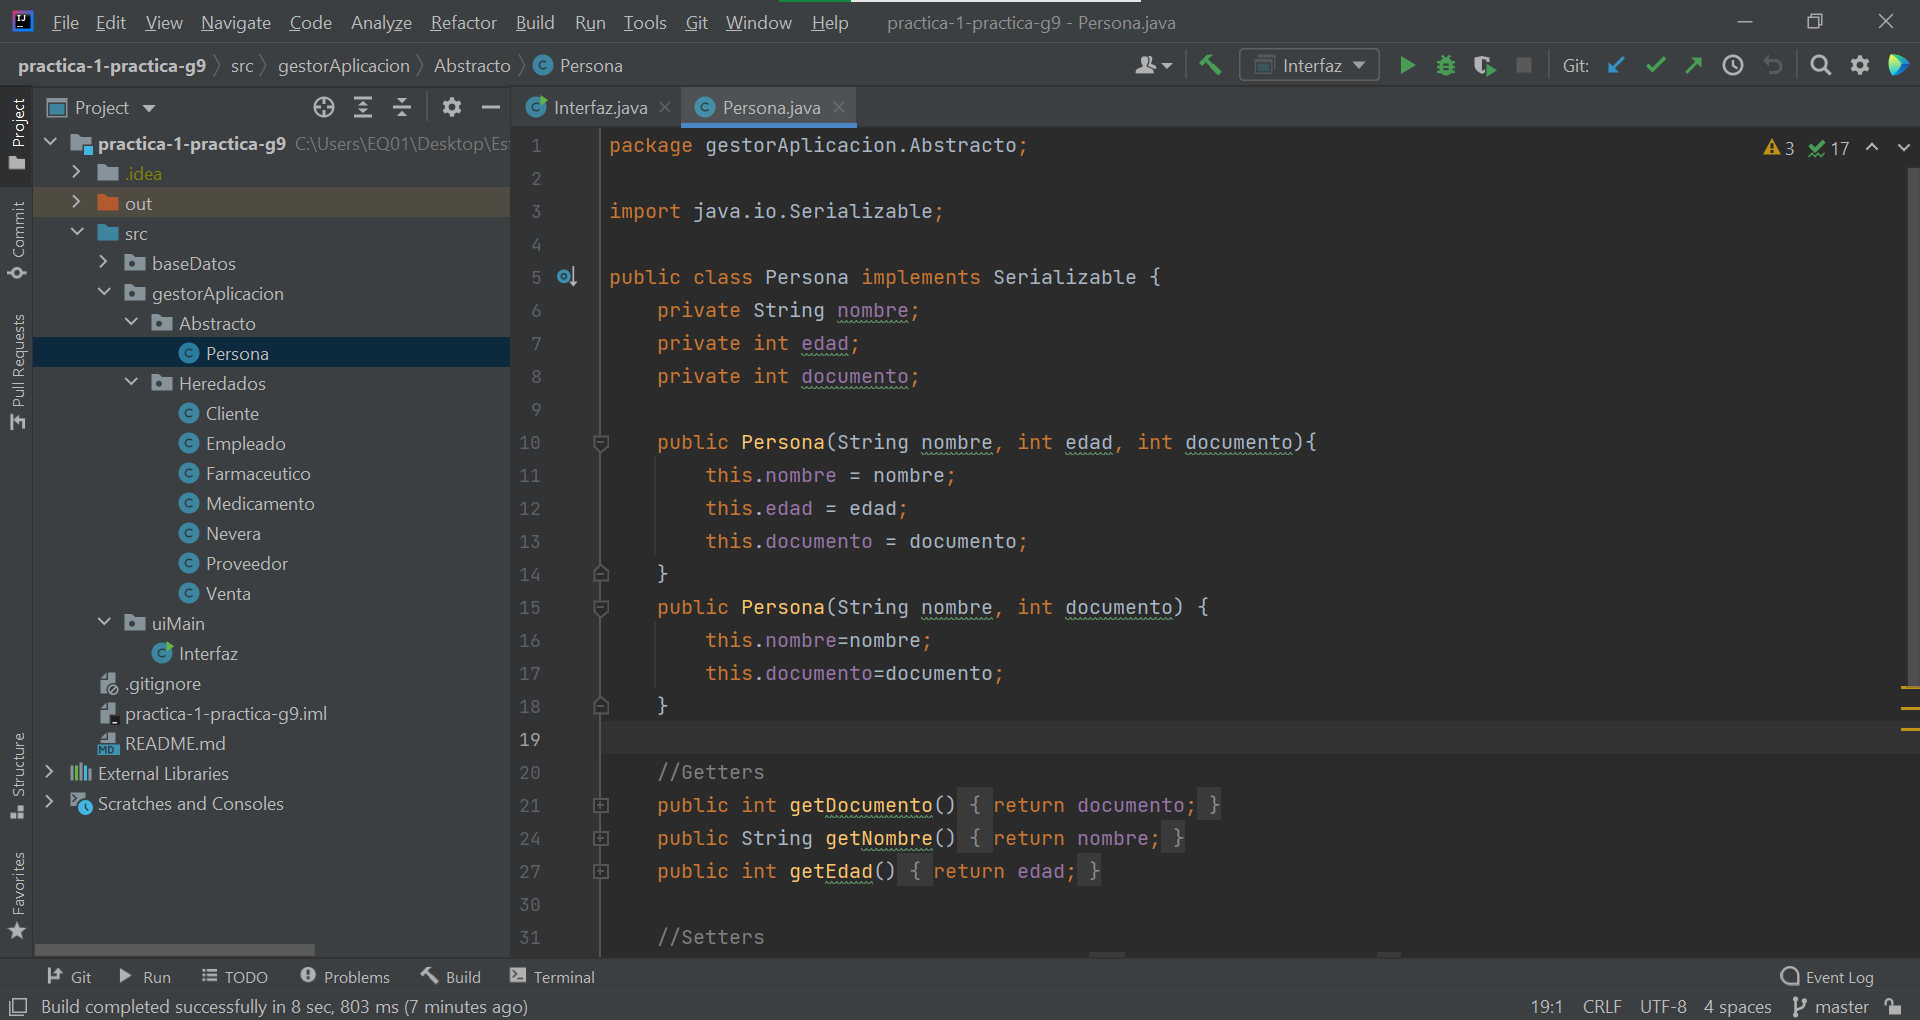 File Edit View Navigate Code Analyze Refactor Build Run Tools Git Window Help practica-1-practica-g9 - Persona.java
practica-1-practica-g9 src gestorAplicacion Abstracto Persona Interfaz Git:
Project
Interfaz.java Persona.java
Project
Commit
Pull Requests
Structure
Favorites
practica-1-practica-g9 C:\Users\EQ01\Desktop\Es
.idea
out
src
baseDatos
gestorAplicacion
Abstracto
Persona
Heredados
Cliente
Empleado
Farmaceutico
Medicamento
Nevera
Proveedor
Venta
uiMain
Interfaz
.gitignore
practica-1-practica-g9.iml
README.md
External Libraries
Scratches and Consoles
3 17
1 package gestorAplicacion.Abstracto;
2
3 import java.io.Serializable;
4
5 public class Persona implements Serializable {
6 private String nombre;
7 private int edad;
8 private int documento;
9
10 public Persona(String nombre, int edad, int documento){
11 this.nombre = nombre;
12 this.edad = edad;
13 this.documento = documento;
14 }
15 public Persona(String nombre, int documento) {
16 this.nombre=nombre;
17 this.documento=documento;
18 }
19
20 //Getters
21 public int getDocumento() { return documento; }
24 public String getNombre() { return nombre; }
27 public int getEdad() { return edad; }
30
31 //Setters
Git Run TODO Problems Build Terminal Event Log
Build completed successfully in 8 sec, 803 ms (7 minutes ago) 19:1 CRLF UTF-8 4 spaces master